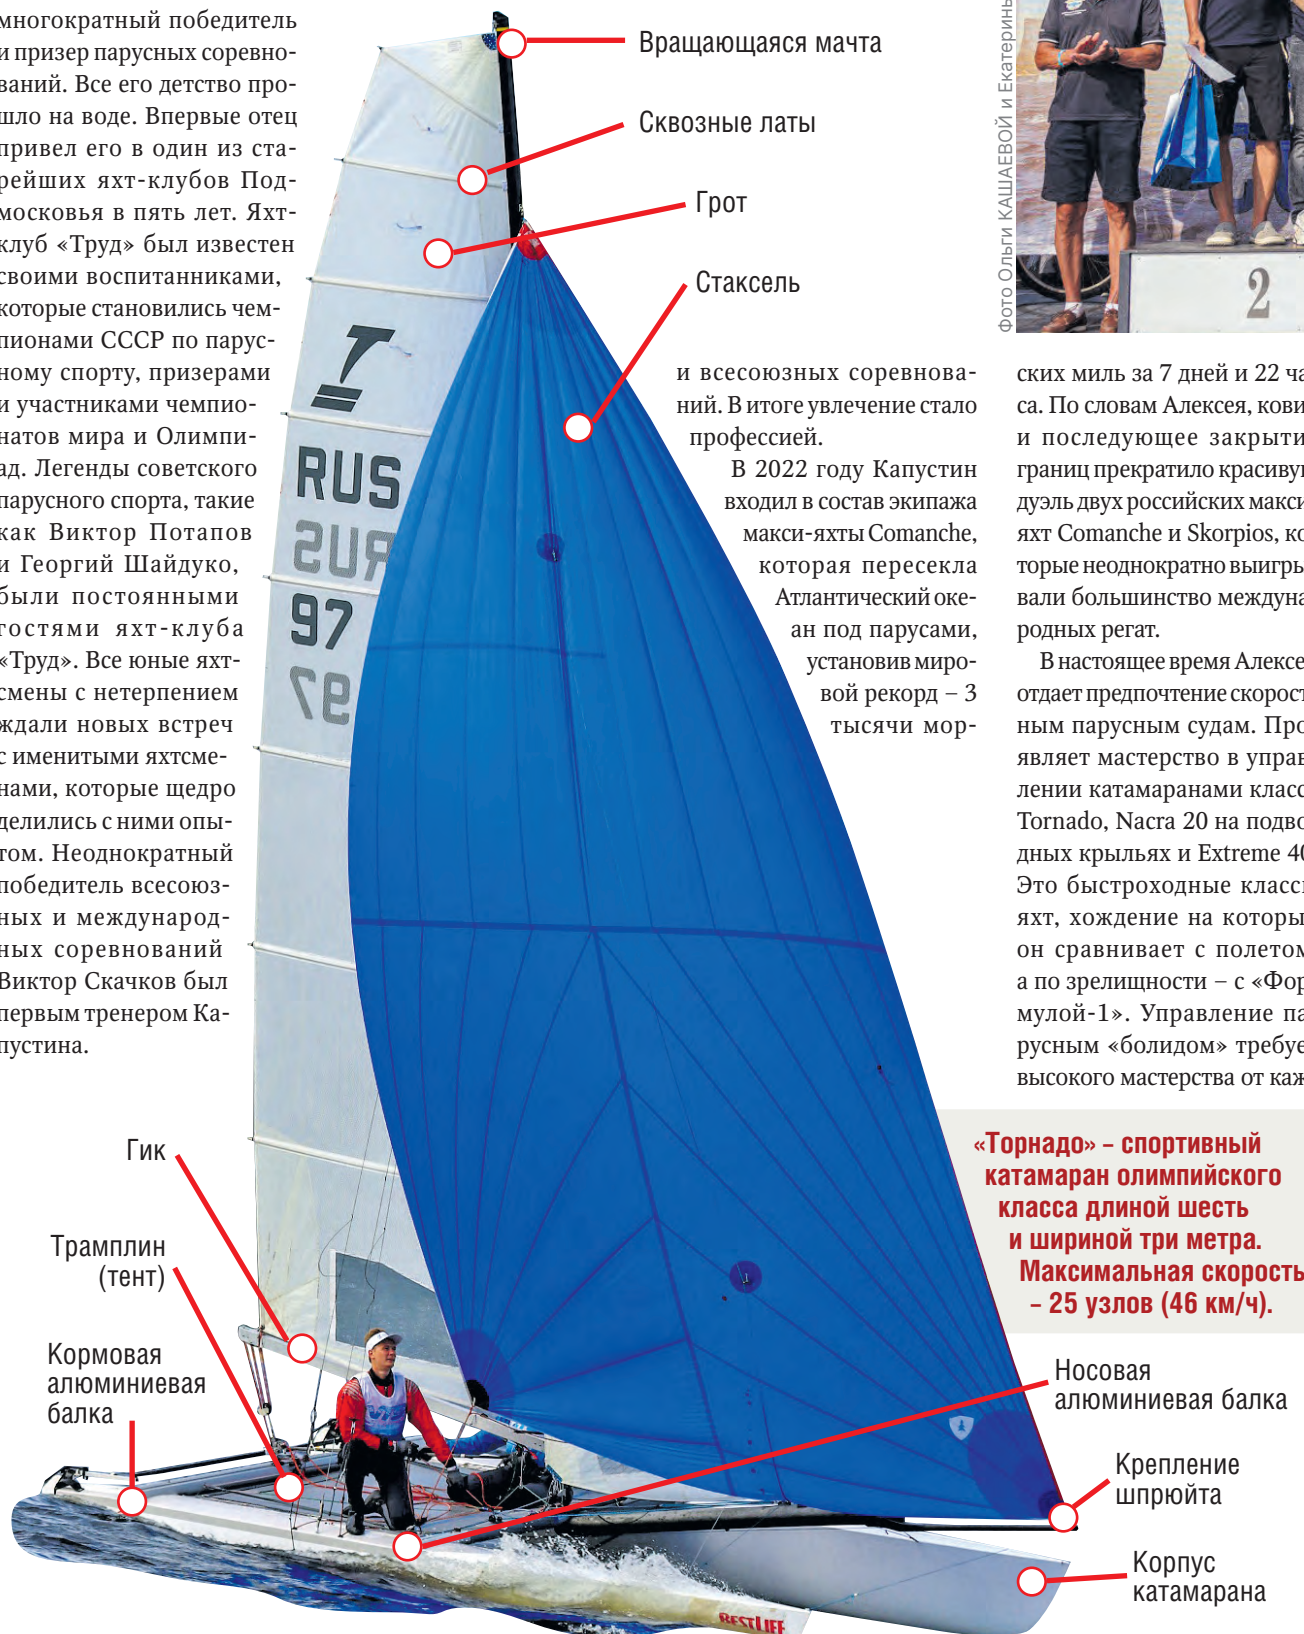 многократный победитель
и призер парусных соревно-
ваний. Все его детство про-
шло на воде. Впервые отец
привел его в один из ста-
рейших яхт-клубов Под-
московья в пять лет. Яхт-
клуб «Труд» был известен
своими воспитанниками,
которые становились чем-
пионами СССР по парус-
ному спорту, призерами
и участниками чемпио-
натов мира и Олимпи-
ад. Легенды советского
парусного спорта, такие
как Виктор Потапов
и Георгий Шайдуко,
были постоянными
гостями яхт-клуба
«Труд». Все юные яхт-
смены с нетерпением
ждали новых встреч
с именитыми яхтсме-
нами, которые щедро
делились с ними опы-
том. Неоднократный
победитель всесоюз-
ных и международ-
ных соревнований
Виктор Скачков был
первым тренером Ка-
пустина.
Вращающаяся мачта
Сквозные латы
Грот
Стаксель
RUS
97
и всесоюзных соревнова-
ний. В итоге увлечение стало
профессией.
В 2022 году Капустин
входил в состав экипажа
макси-яхты Comanche,
которая пересекла
Атлантический оке-
ан под парусами,
установив миро-
вой рекорд – 3
тысячи мор-
Фото Ольги КАШАЕВОЙ и Екатерины
2
ских миль за 7 дней и 22 ча
са. По словам Алексея, кови
и последующее закрыти
границ прекратило красиву
дуэль двух российских макси
яхт Comanche и Skorpios, ко
торые неоднократно выигры
вали большинство междуна
родных регат.
В настоящее время Алексе
отдает предпочтение скорост
ным парусным судам. Про
являет мастерство в управ
лении катамаранами класс
Tornado, Nacra 20 на подво
дных крыльях и Extreme 40
Это быстроходные класс
яхт, хождение на которы
он сравнивает с полетом
а по зрелищности – с «Фор
мулой-1». Управление па
русным «болидом» требуе
высокого мастерства от каж
«Торнадо» – спортивный
катамаран олимпийского
класса длиной шесть
и шириной три метра.
Максимальная скорость
– 25 узлов (46 км/ч).
Гик
Трамплин
(тент)
Кормовая
алюминиевая
балка
Носовая
алюминиевая балка
Крепление
шпрюйта
Корпус
катамарана
BESTLIFE